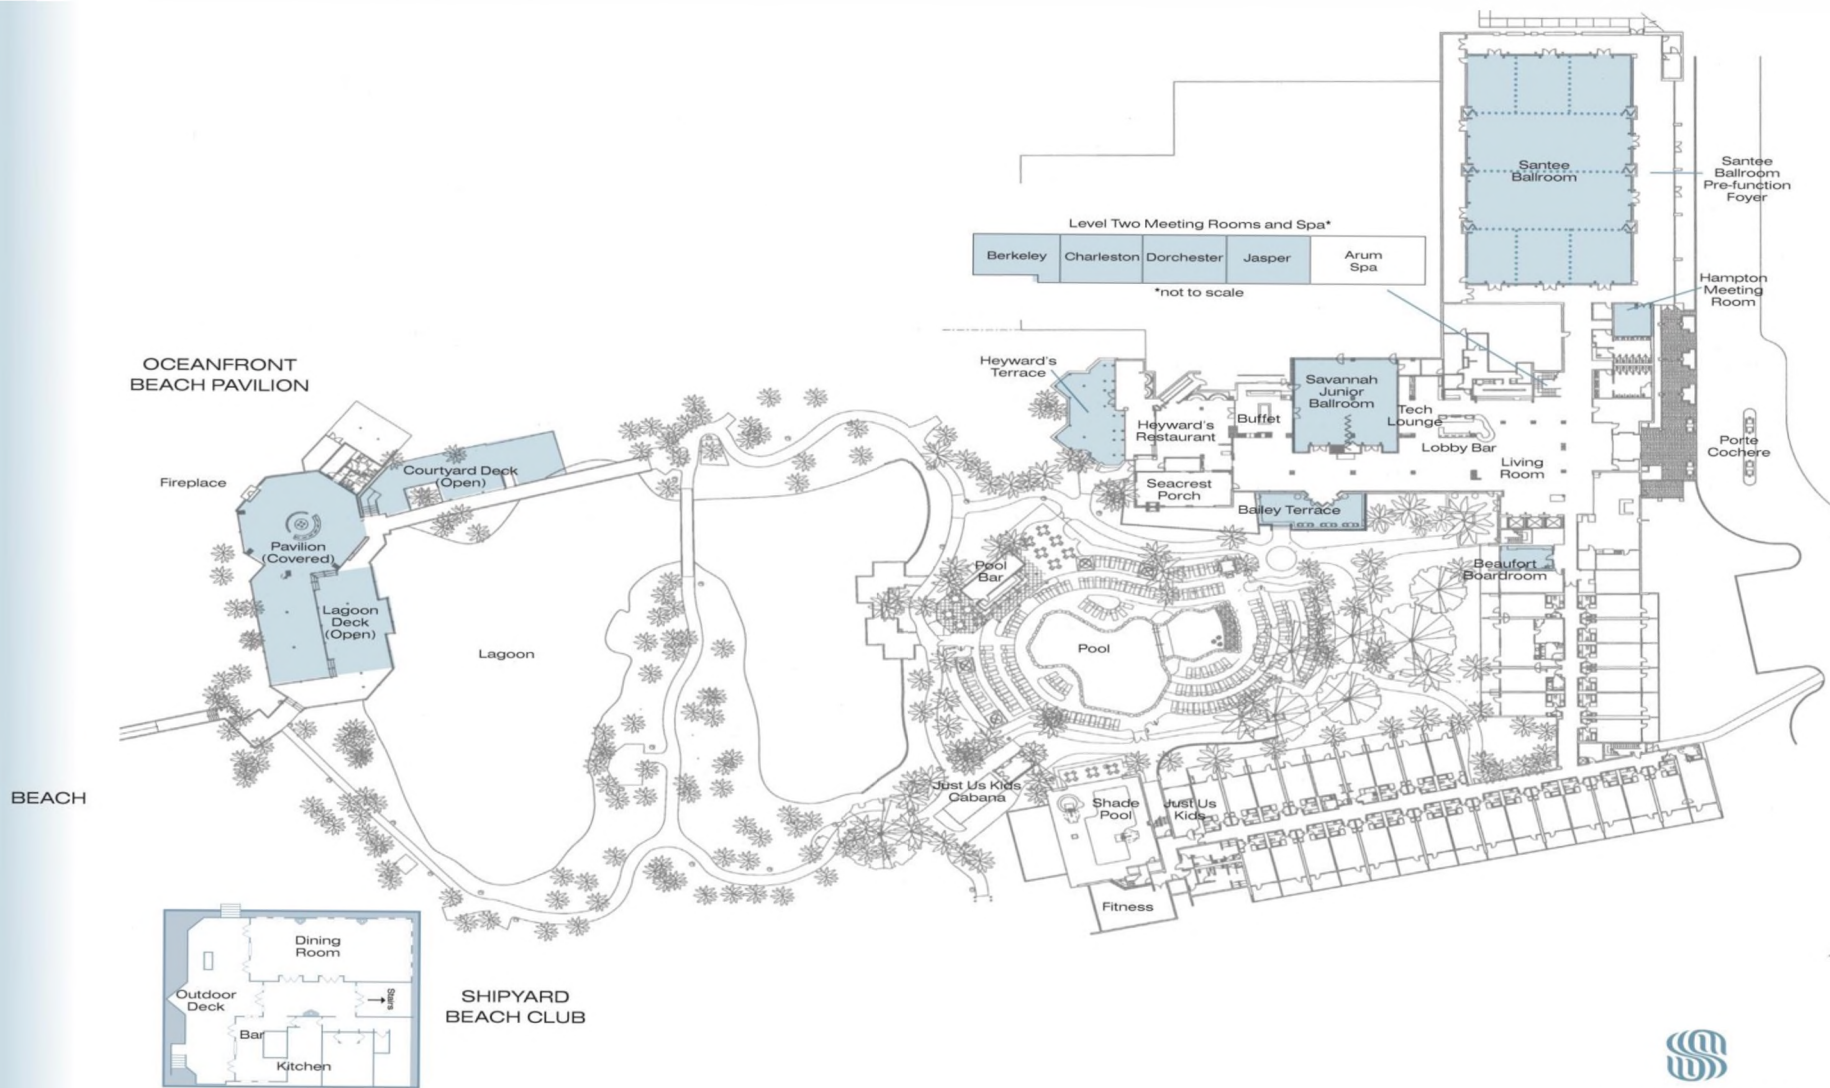 Santee
Ballroom
Santee
Ballroom
Pre-function
Foyer
Level Two Meeting Rooms and Spa*
Berkeley
Charleston
Dorchester
Jasper
Arum
Spa
*not to scale
Hampton
Meeting
Room
OCEANFRONT
BEACH PAVILION
Heyward's
Terrace
Savannah
Junior
Ballroom
Buffet
Heyward's
Restaurant
Tech
Lounge
Lobby Bar
Living
Room
Porte
Cochere
Fireplace
Courtyard Deck
(Open)
Seacrest
Porch
Bailey Terrace
Pavilion
(Covered)
Pool
Bar
Beaufort
Boardroom
Lagoon
Deck
(Open)
Lagoon
Pool
BEACH
Just Us Kids
Cabana
Shade
Pool
Just Us
Kids
Fitness
Dining
Room
Outdoor
Deck
Stairs
Bar
Kitchen
SHIPYARD
BEACH CLUB